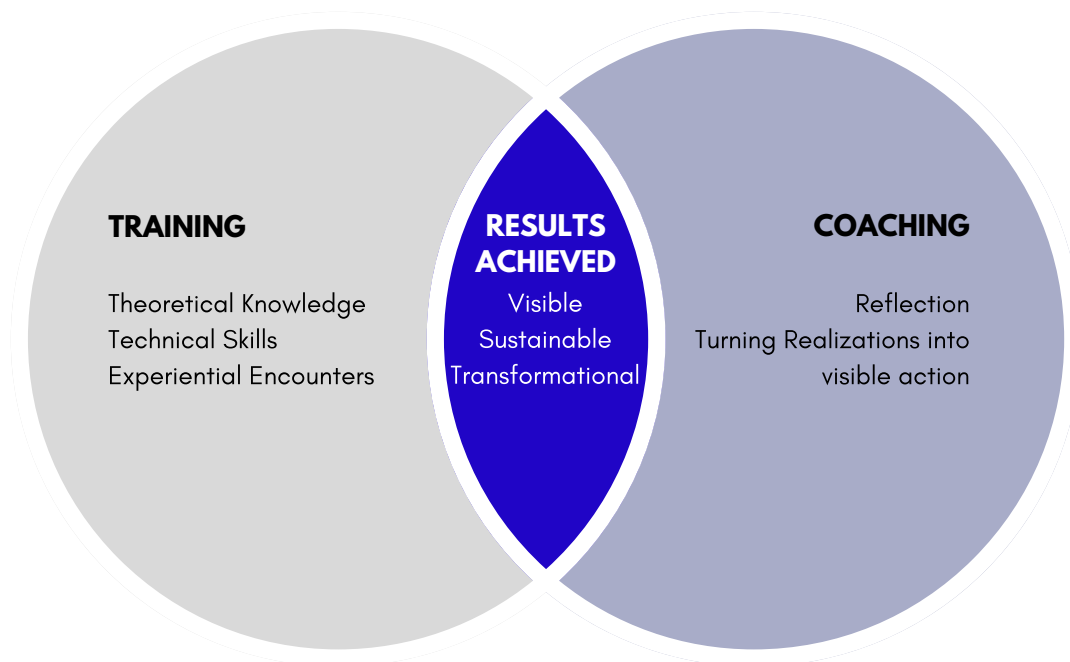 TRAINING
Theoretical Knowledge
Technical Skills
Experiential Encounters
RESULTS
ACHIEVED
Visible
Sustainable
Transformational
COACHING
Reflection
Turning Realizations into
visible action